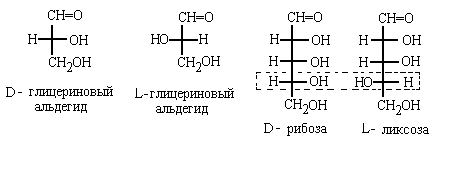 CH=O
H OH
CH₂OH
D - глицериновый
альдегид
CH=O
HO H
CH₂OH
L-глицериновый
альдегид
CH=O
H OH
H OH
H OH
CH₂OH
D - рибоза
CH=O
H OH
H OH
HO H
CH₂OH
L- ликсоза